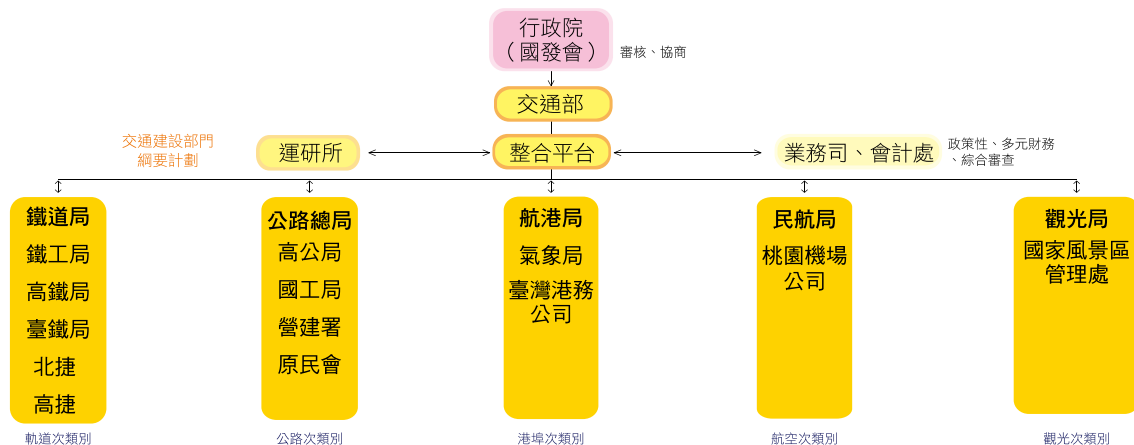 行政院
(國發會)
審核、協商
交通部
交通建設部門
綱要計劃
運研所
整合平台
業務司、會計處
政策性、多元財務
、綜合審查
鐵道局
鐵工局
高鐵局
臺鐵局
北捷
高捷
軌道次類別
公路總局
高公局
國工局
營建署
原民會
公路次類別
航港局
氣象局
臺灣港務
公司
港埠次類別
民航局
桃園機場
公司
航空次類別
觀光局
國家風景區
管理處
觀光次類別